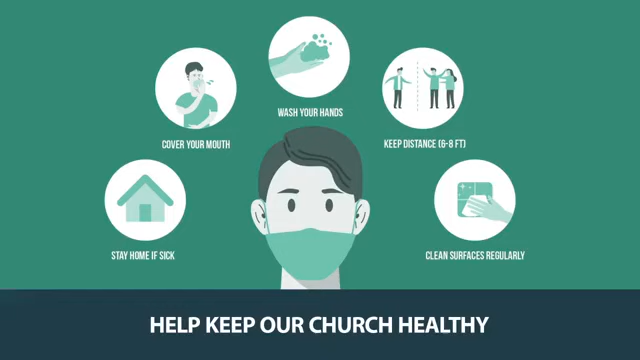 WASH YOUR HANDS
COVER YOUR MOUTH
KEEP DISTANCE (6-8 FT)
STAY HOME IF SICK
CLEAN SURFACES REGULARLY
HELP KEEP OUR CHURCH HEALTHY